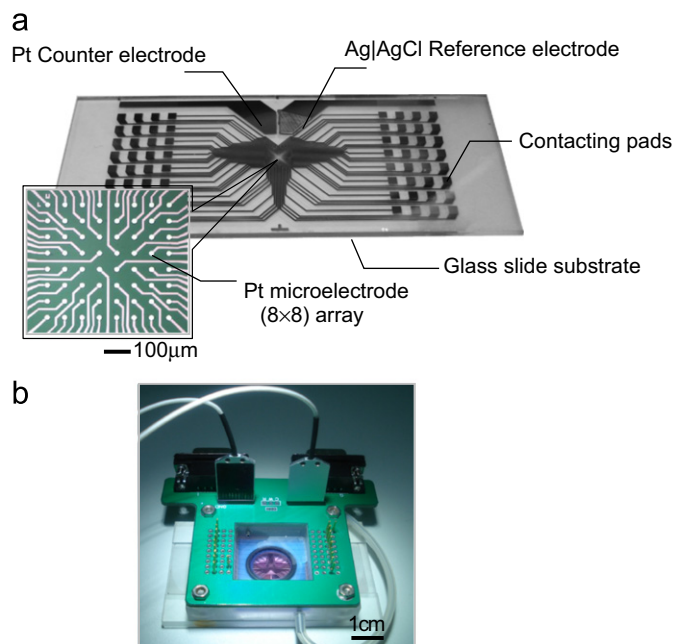 a
Pt Counter electrode
Ag|AgCl Reference electrode
Contacting pads
Glass slide substrate
Pt microelectrode
(8×8) array
100μm
b
1cm